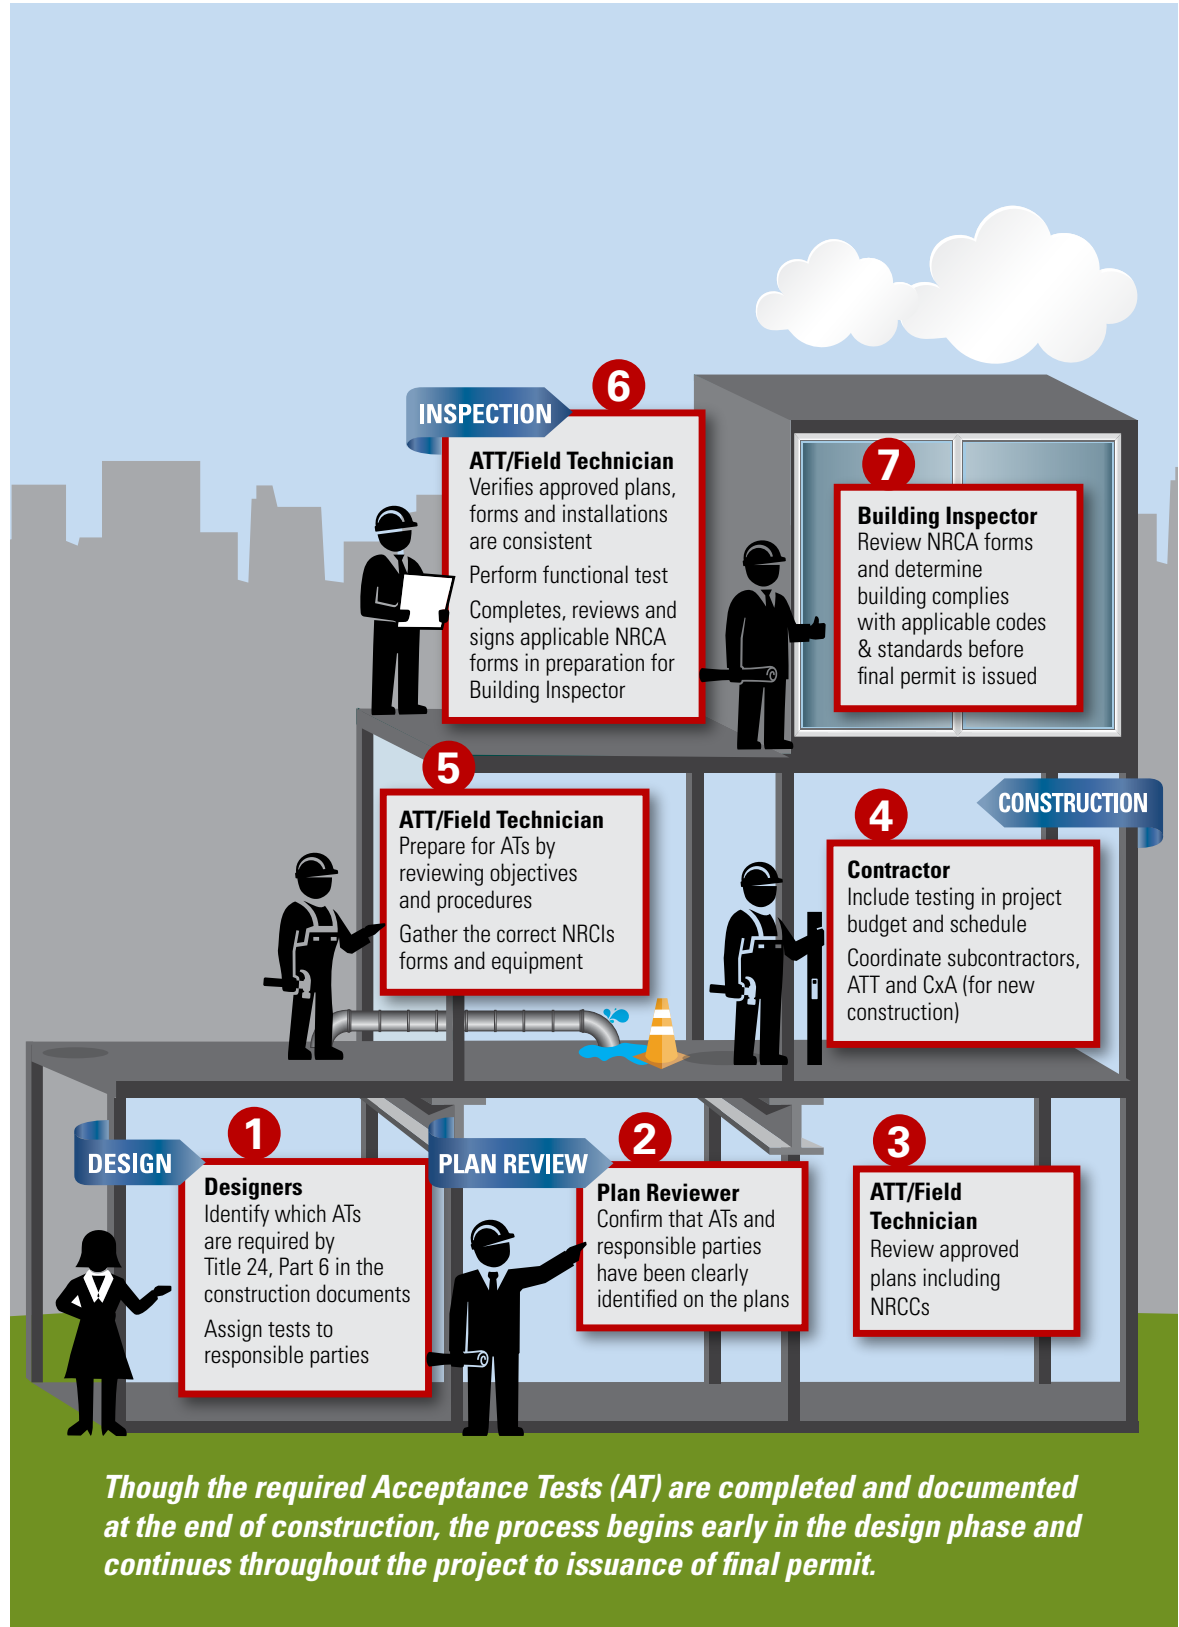 DESIGN
1
Designers
Identify which ATs
are required by
Title 24, Part 6 in the
construction documents
Assign tests to
responsible parties
PLAN REVIEW
2
Plan Reviewer
Confirm that ATs and
responsible parties
have been clearly
identified on the plans
3
ATT/Field
Technician
Review approved
plans including
NRCCs
CONSTRUCTION
4
Contractor
Include testing in project
budget and schedule
Coordinate subcontractors,
ATT and CxA (for new
construction)
5
ATT/Field Technician
Prepare for ATs by
reviewing objectives
and procedures
Gather the correct NRCIs
forms and equipment
INSPECTION
6
ATT/Field Technician
Verifies approved plans,
forms and installations
are consistent
Perform functional test
Completes, reviews and
signs applicable NRCA
forms in preparation for
Building Inspector
7
Building Inspector
Review NRCA forms
and determine
building complies
with applicable codes
& standards before
final permit is issued
Though the required Acceptance Tests (AT) are completed and documented
at the end of construction, the process begins early in the design phase and
continues throughout the project to issuance of final permit.